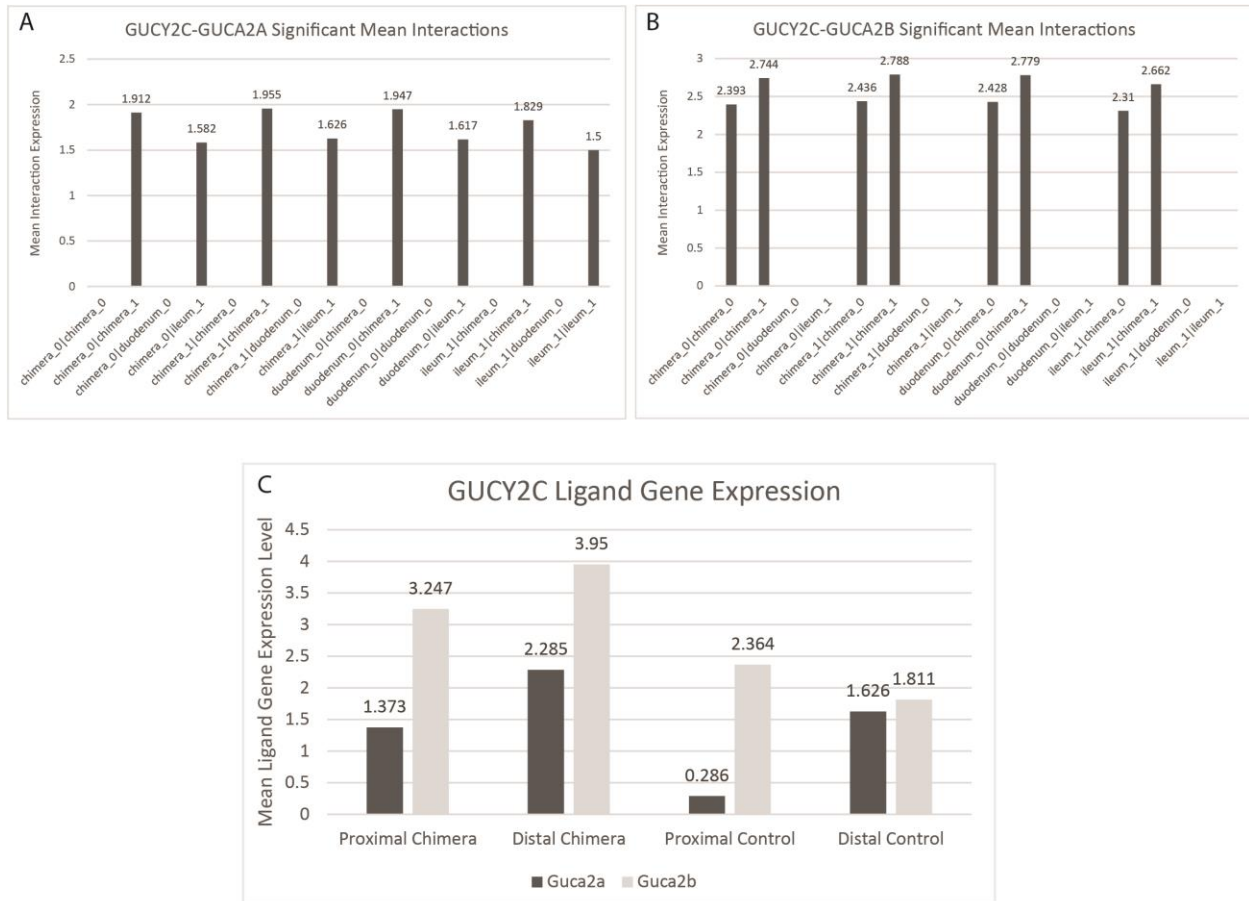 A
GUCY2C-GUCA2A Significant Mean Interactions
Mean Interaction Expression
2.5
2
1.5
1
0.5
0
1.912
1.582
1.955
1.626
1.947
1.617
1.829
1.5
chimera_0|chimera_0
chimera_0|chimera_1
chimera_0|duodenum_0
chimera_0|ileum_1
chimera_1|chimera_0
chimera_1|chimera_1
chimera_1|duodenum_0
chimera_1|ileum_1
duodenum_0|chimera_0
duodenum_0|chimera_1
duodenum_0|duodenum_0
duodenum_0|ileum_1
ileum_1|chimera_0
ileum_1|chimera_1
ileum_1|duodenum_0
ileum_1|ileum_1
B
GUCY2C-GUCA2B Significant Mean Interactions
Mean Interaction Expression
3
2.5
2
1.5
1
0.5
0
2.393
2.744
2.436
2.788
2.428
2.779
2.31
2.662
chimera_0|chimera_0
chimera_0|chimera_1
chimera_0|duodenum_0
chimera_0|ileum_1
chimera_1|chimera_0
chimera_1|chimera_1
chimera_1|duodenum_0
chimera_1|ileum_1
duodenum_0|chimera_0
duodenum_0|chimera_1
duodenum_0|duodenum_0
duodenum_0|ileum_1
ileum_1|chimera_0
ileum_1|chimera_1
ileum_1|duodenum_0
ileum_1|ileum_1
C
GUCY2C Ligand Gene Expression
Mean Ligand Gene Expression Level
4.5
4
3.5
3
2.5
2
1.5
1
0.5
0
1.373
3.247
2.285
3.95
0.286
2.364
1.626
1.811
Proximal Chimera
Distal Chimera
Proximal Control
Distal Control
Guca2a
Guca2b